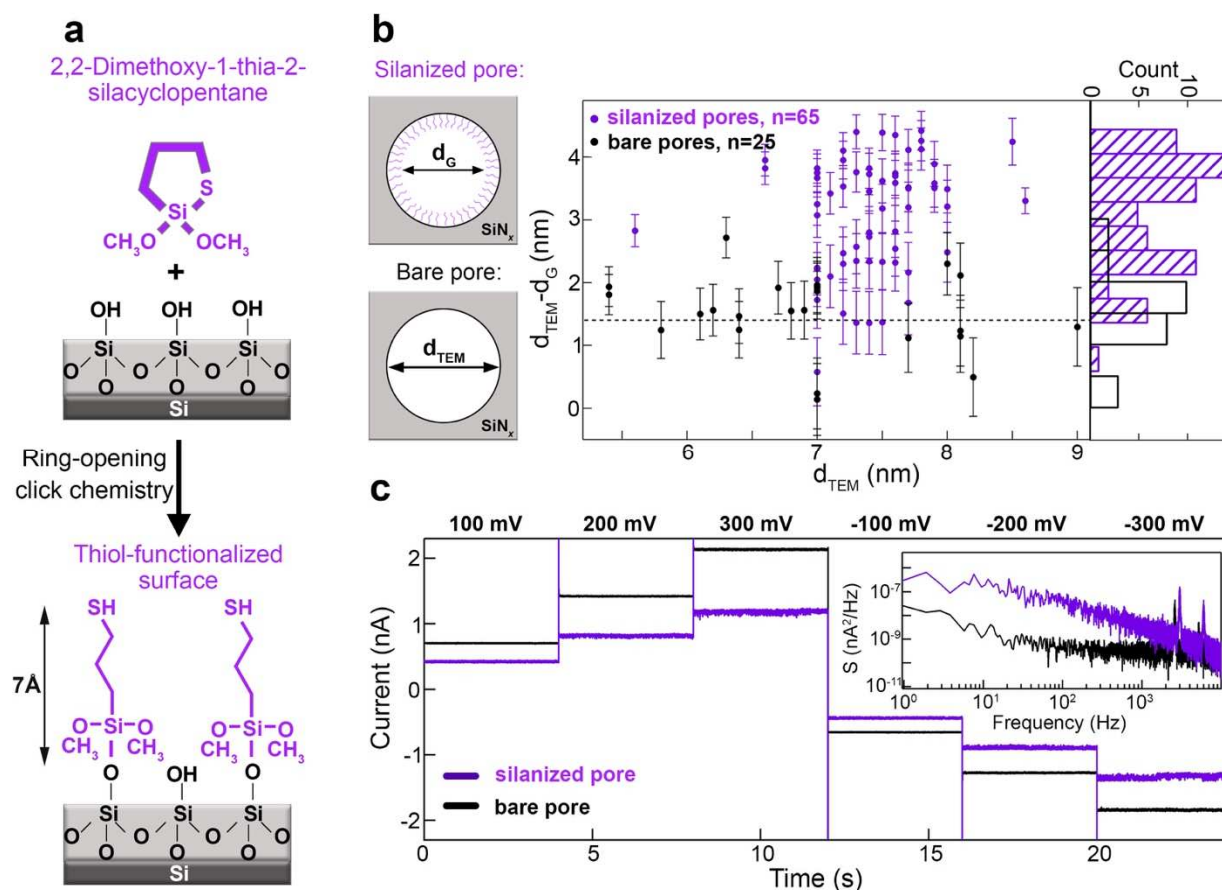 a
2,2-Dimethoxy-1-thia-2-
silacyclopentane
S
Si
CH3O
OCH3
+
OH OH OH
Si Si Si
O O O O
O O O
Si
Ring-opening
click chemistry
Thiol-functionalized
surface
SH SH
7Å
O–Si–O O–Si–O
CH3 CH3 CH3 CH3
O OH O
Si Si Si
O O O O
O O O
Si
b
Silanized pore:
dG
SiNx
Bare pore:
dTEM
SiNx
Count
0 5 10
silanized pores, n=65
bare pores, n=25
dTEM-dG (nm)
4
3
2
1
0
6 7 8 9
dTEM (nm)
c
100 mV 200 mV 300 mV -100 mV -200 mV -300 mV
Current (nA)
2
1
0
-1
-2
silanized pore
bare pore
S (nA2/Hz)
10-7
10-9
10-11
100 101 102 103
Frequency (Hz)
0 5 10 15 20
Time (s)